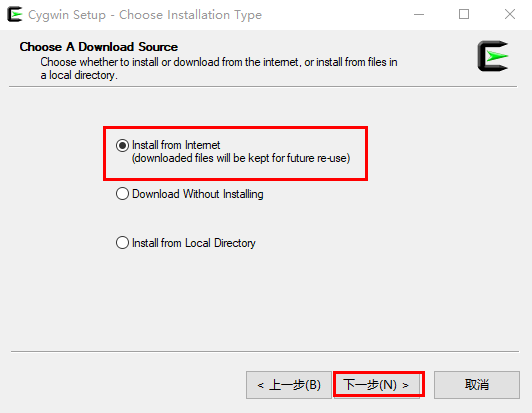 Cygwin Setup - Choose Installation Type
Choose A Download Source
Choose whether to install or download from the internet, or install from files in
a local directory.
Install from Internet
(downloaded files will be kept for future re-use)
Download Without Installing
Install from Local Directory
< 上一步(B)
下一步(N) >
取消